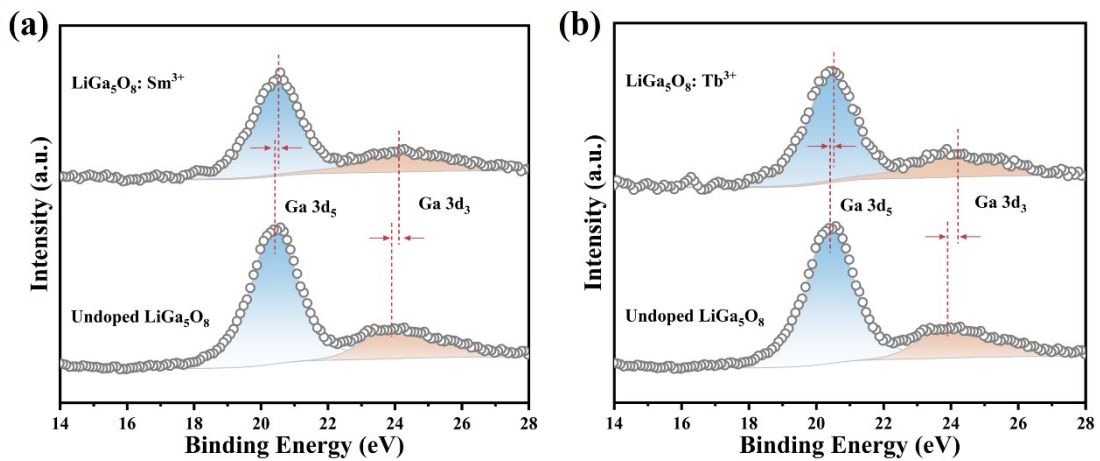 (a)
LiGa₅O₈: Sm³⁺
Ga 3d₅
Ga 3d₃
Undoped LiGa₅O₈
Intensity (a.u.)
14 16 18 20 22 24 26 28
Binding Energy (eV)
(b)
LiGa₅O₈: Tb³⁺
Ga 3d₅
Ga 3d₃
Undoped LiGa₅O₈
Intensity (a.u.)
14 16 18 20 22 24 26 28
Binding Energy (eV)